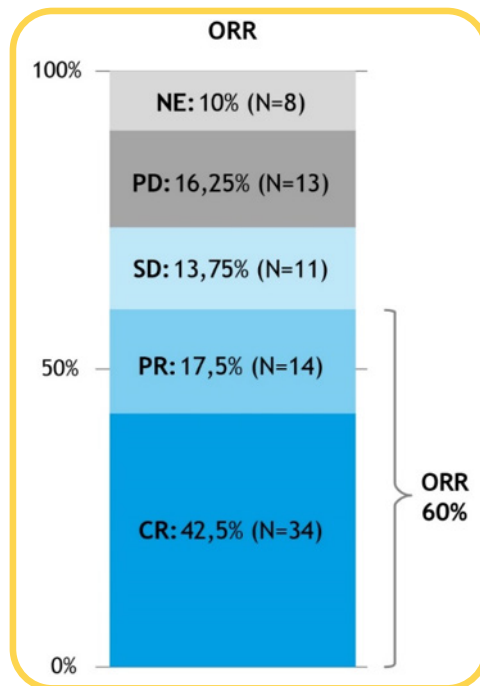 ORR
100%
NE: 10% (N=8)
PD: 16,25% (N=13)
SD: 13,75% (N=11)
PR: 17,5% (N=14)
50%
ORR
60%
CR: 42,5% (N=34)
0%